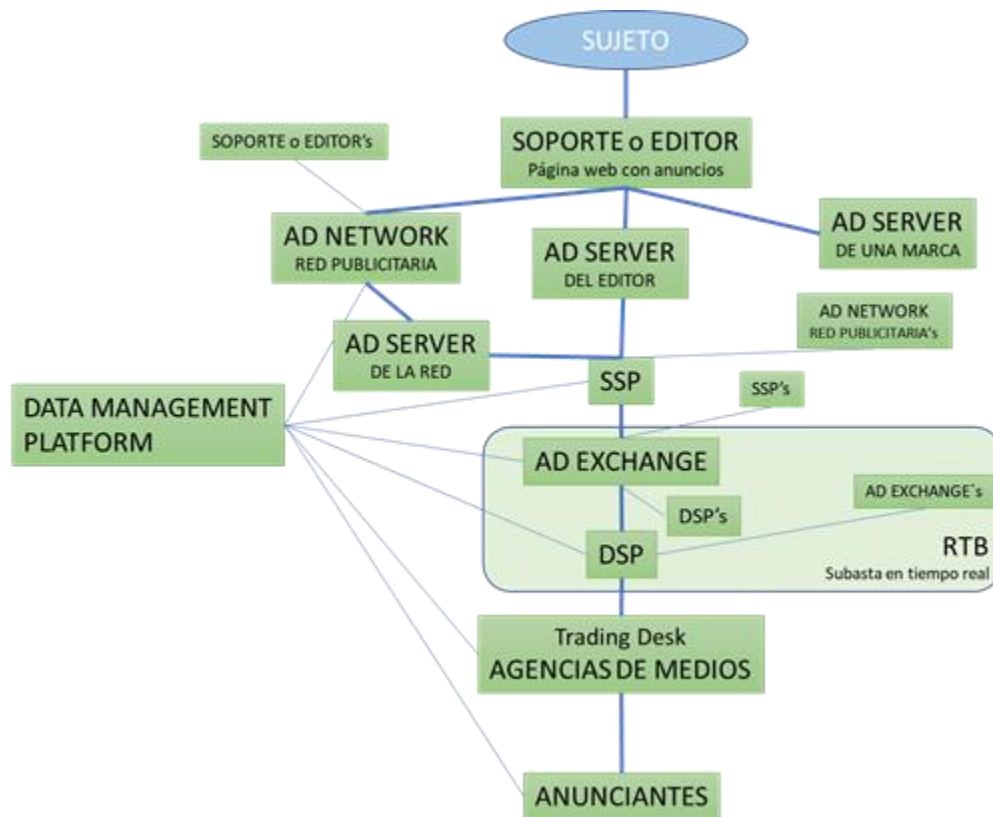 SUJETO
SOPORTE o EDITOR's
SOPORTE o EDITOR
Página web con anuncios
AD NETWORK
RED PUBLICITARIA
AD SERVER
DEL EDITOR
AD SERVER
DE UNA MARCA
AD NETWORK
RED PUBLICITARIA's
AD SERVER
DE LA RED
SSP
SSP's
DATA MANAGEMENT
PLATFORM
AD EXCHANGE
AD EXCHANGE´s
DSP's
DSP
RTB
Subasta en tiempo real
Trading Desk
AGENCIAS DE MEDIOS
ANUNCIANTES